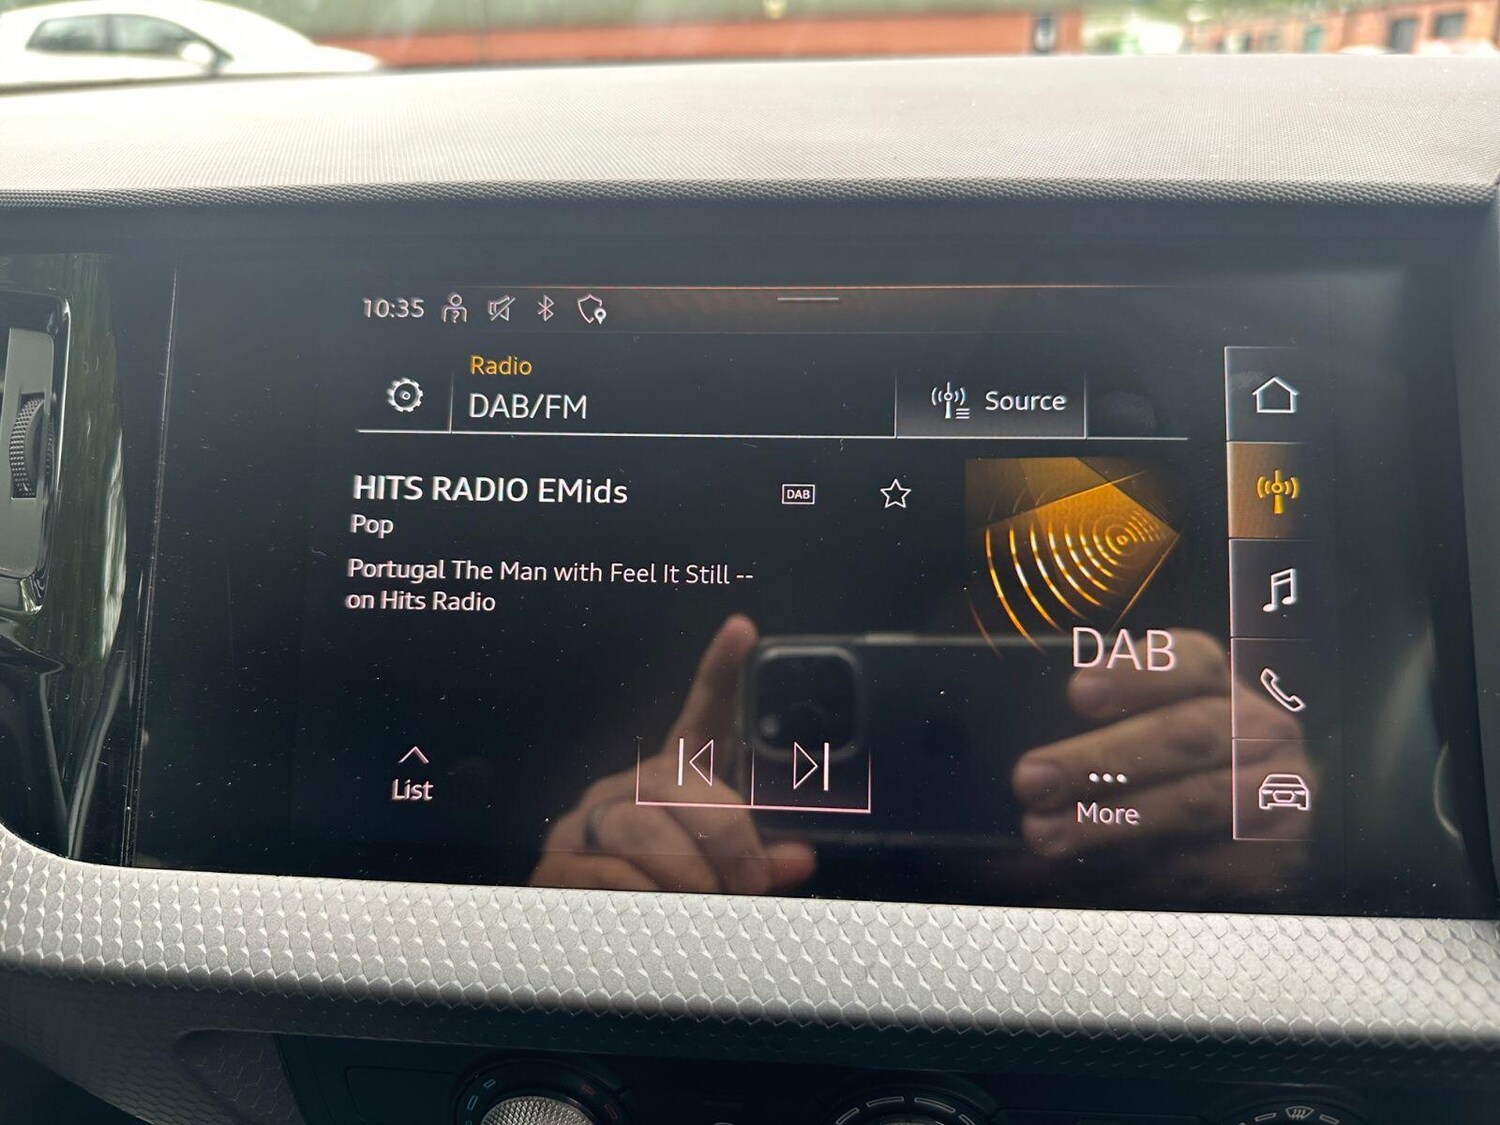 10:35
Radio
DAB/FM
Source
HITS RADIO EMids
DAB
Pop
Portugal The Man with Feel It Still --
on Hits Radio
DAB
List
More